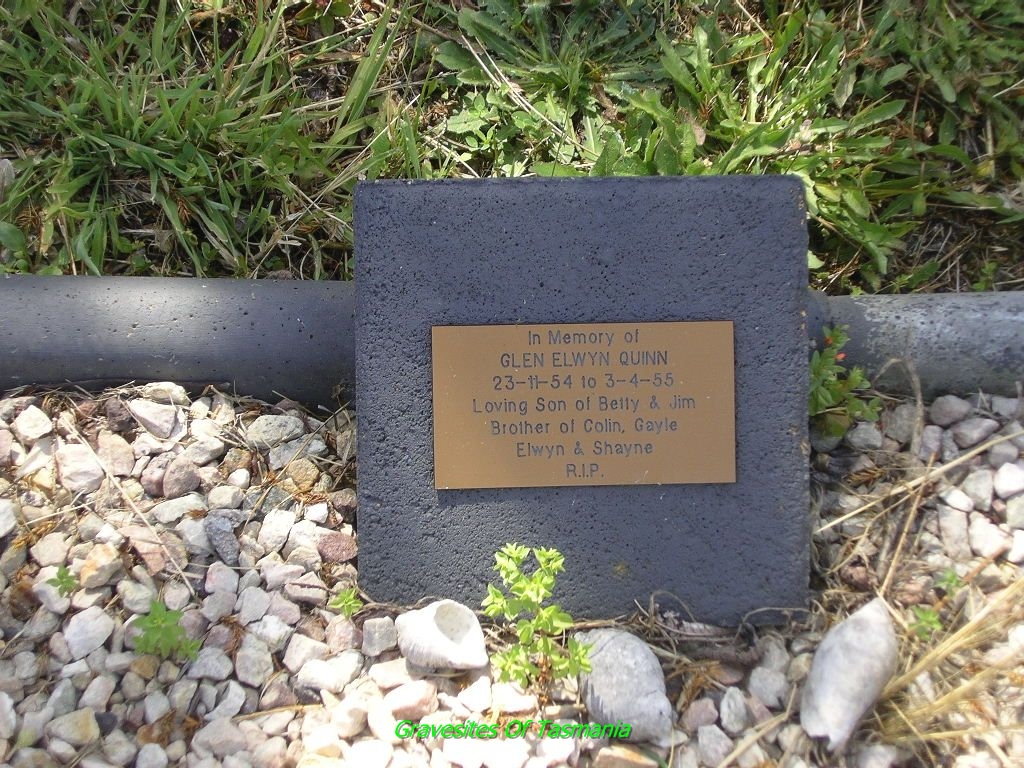 In Memory of
GLEN ELWYN QUINN
23-11-54 to 3-4-55
Loving Son of Betty & Jim
Brother of Colin, Gayle
Elwyn & Shayne
R.I.P.
Gravesites Of Tasmania